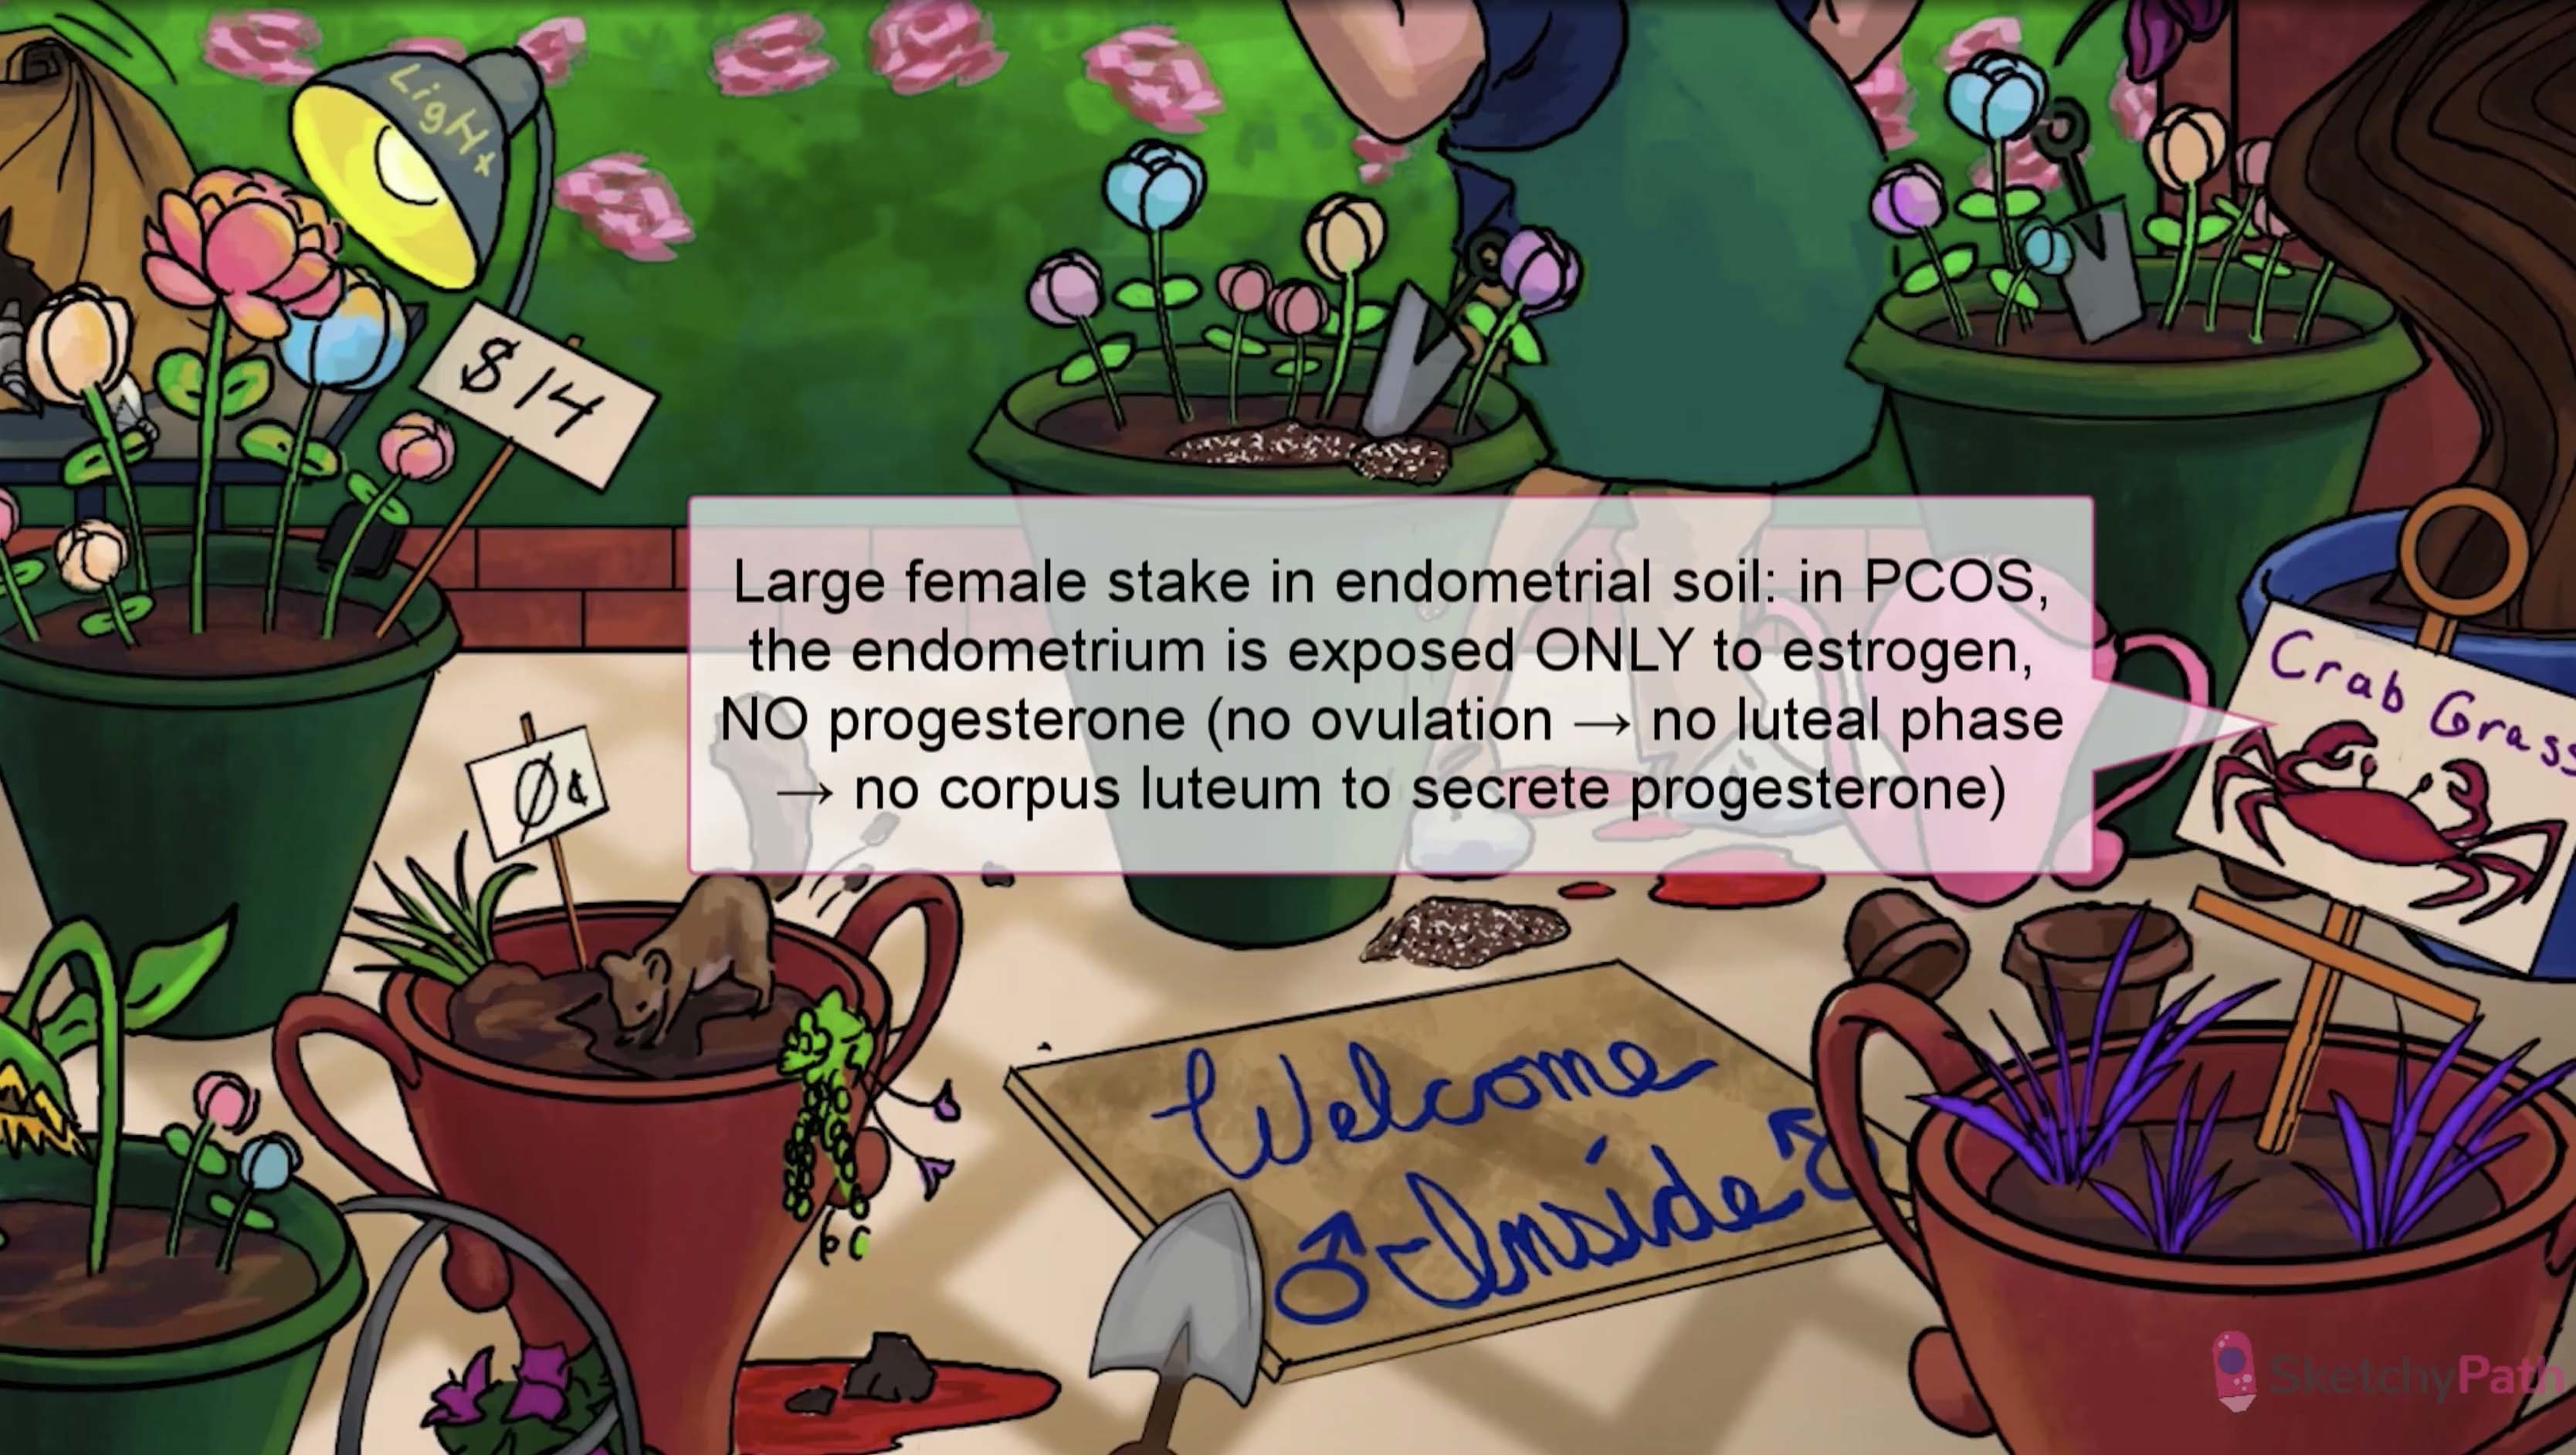 Light
$14
Large female stake in endometrial soil: in PCOS,
the endometrium is exposed ONLY to estrogen,
NO progesterone (no ovulation → no luteal phase
→ no corpus luteum to secrete progesterone)
Crab Grass
0¢
Welcome
♂ Inside ♂
SketchyPath